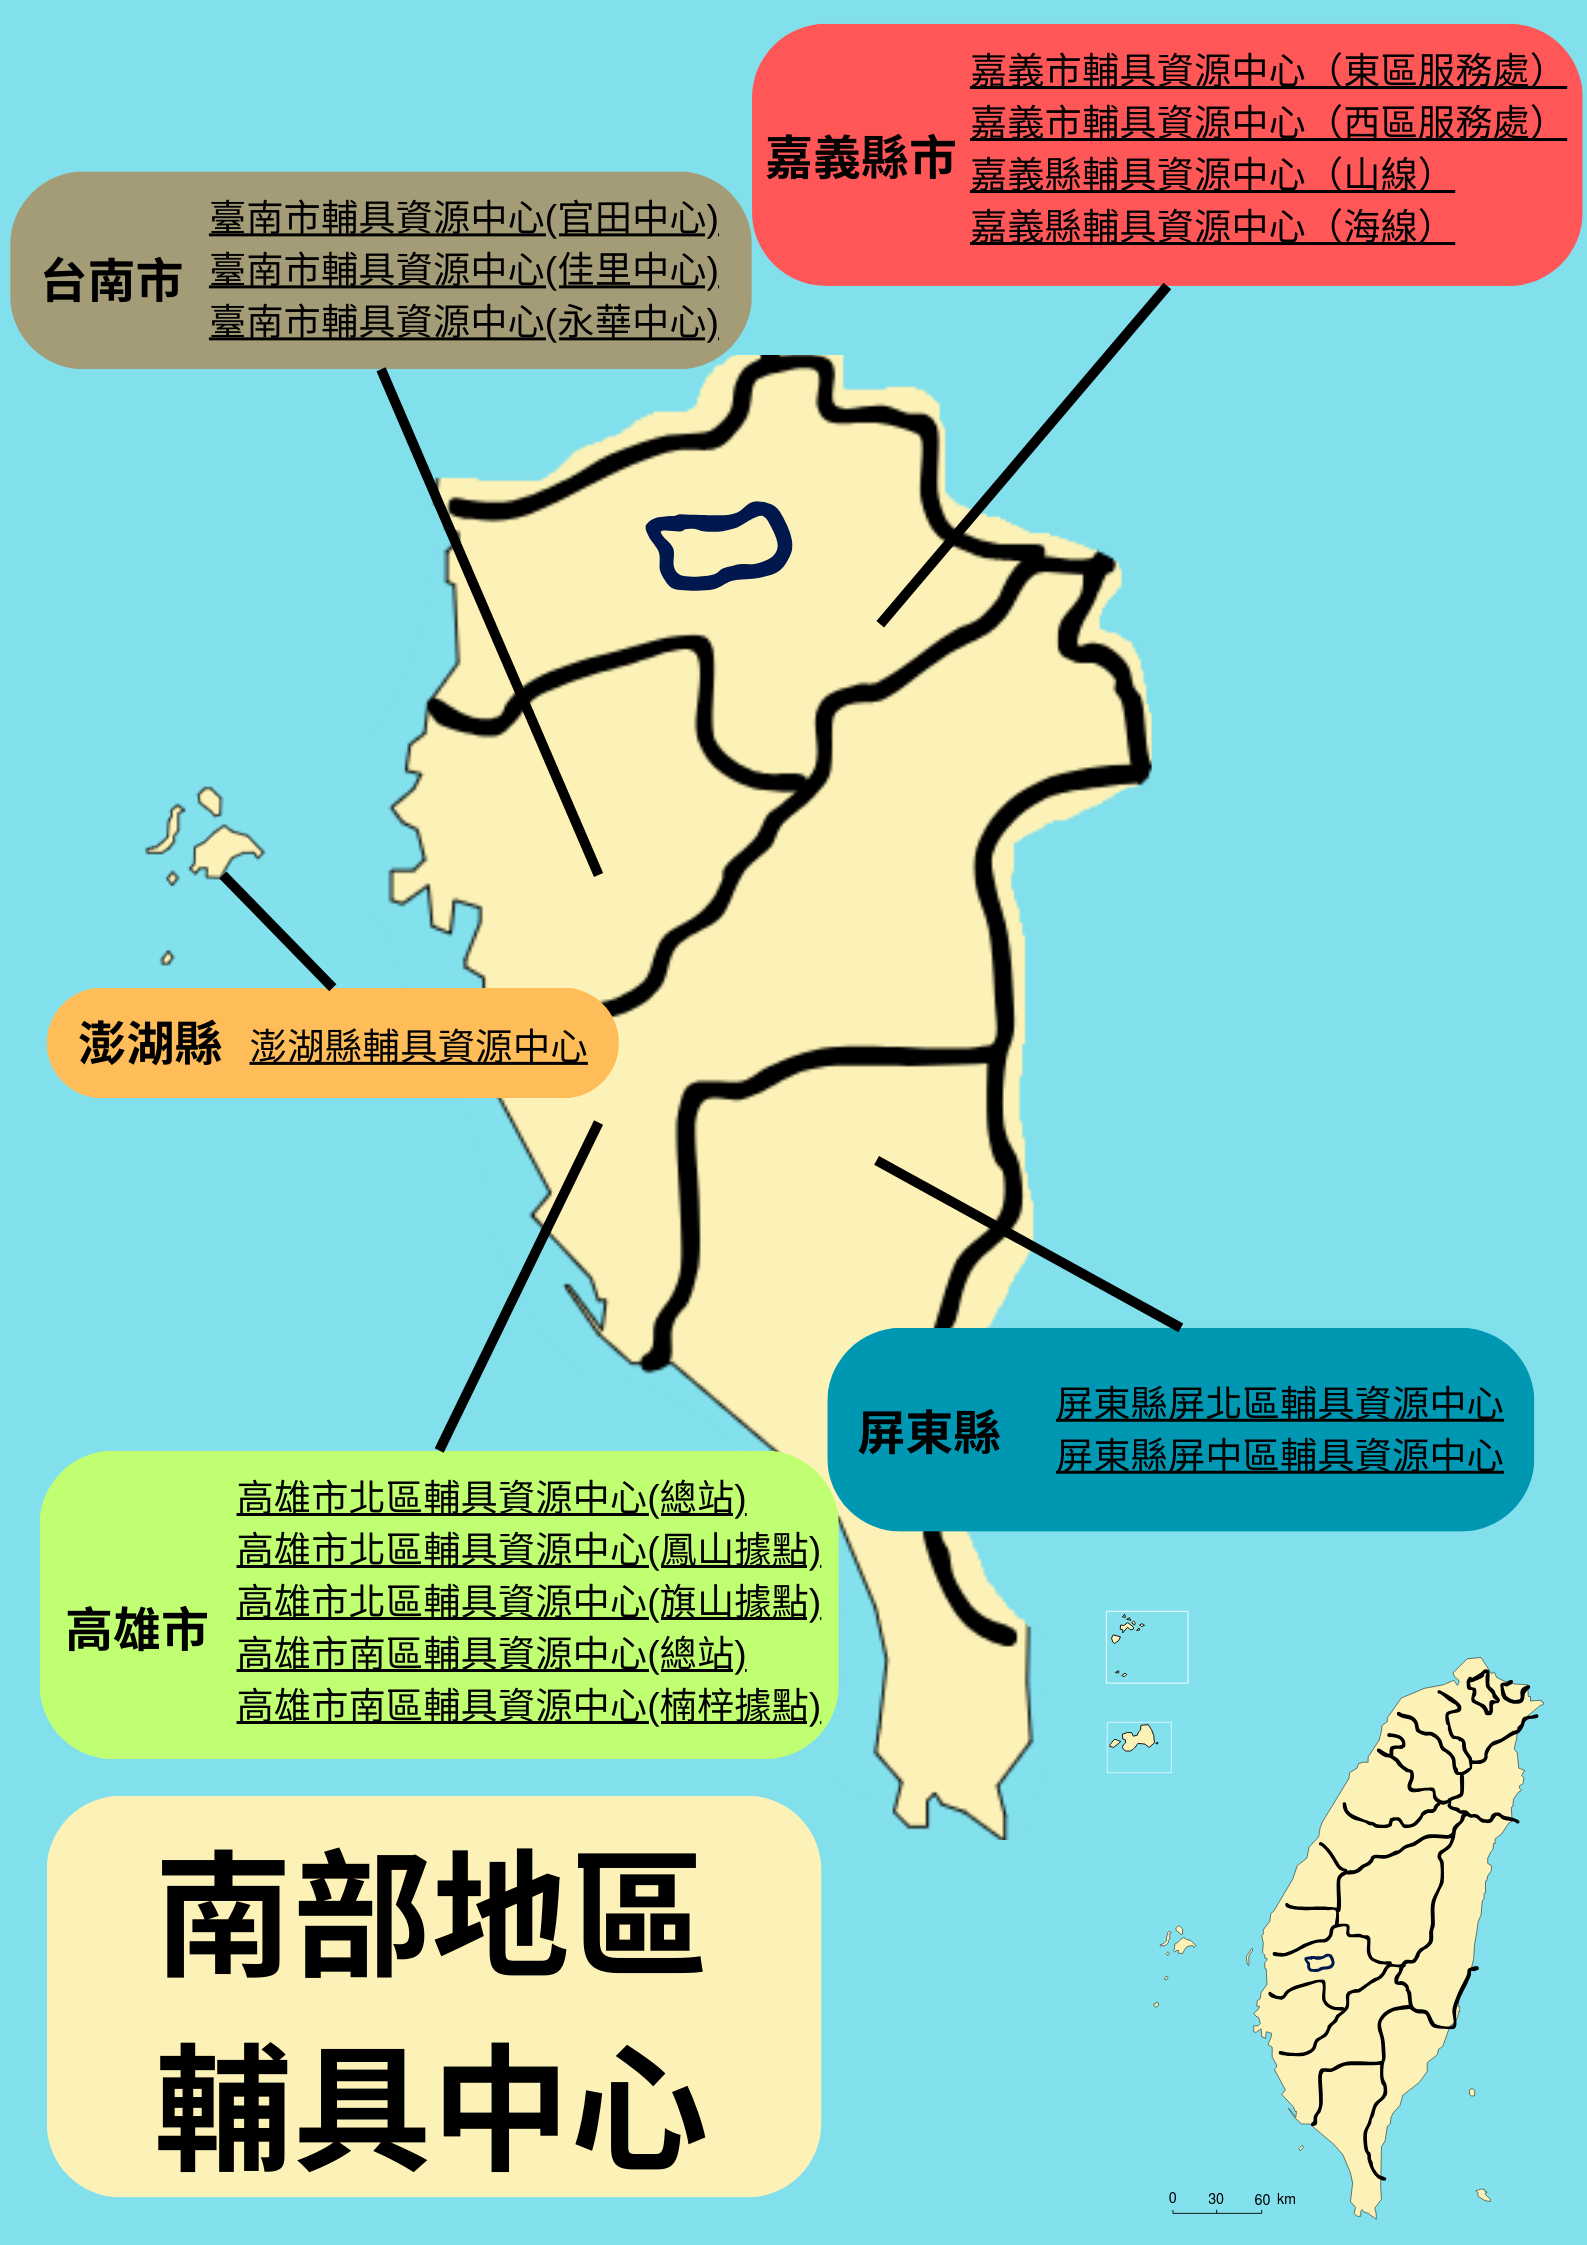 嘉義縣市
嘉義市輔具資源中心（東區服務處）
嘉義市輔具資源中心（西區服務處）
嘉義縣輔具資源中心（山線）
嘉義縣輔具資源中心（海線）
台南市
臺南市輔具資源中心(官田中心)
臺南市輔具資源中心(佳里中心)
臺南市輔具資源中心(永華中心)
澎湖縣
澎湖縣輔具資源中心
屏東縣
屏東縣屏北區輔具資源中心
屏東縣屏中區輔具資源中心
高雄市
高雄市北區輔具資源中心(總站)
高雄市北區輔具資源中心(鳳山據點)
高雄市北區輔具資源中心(旗山據點)
高雄市南區輔具資源中心(總站)
高雄市南區輔具資源中心(楠梓據點)
南部地區
輔具中心
0 30 60 km